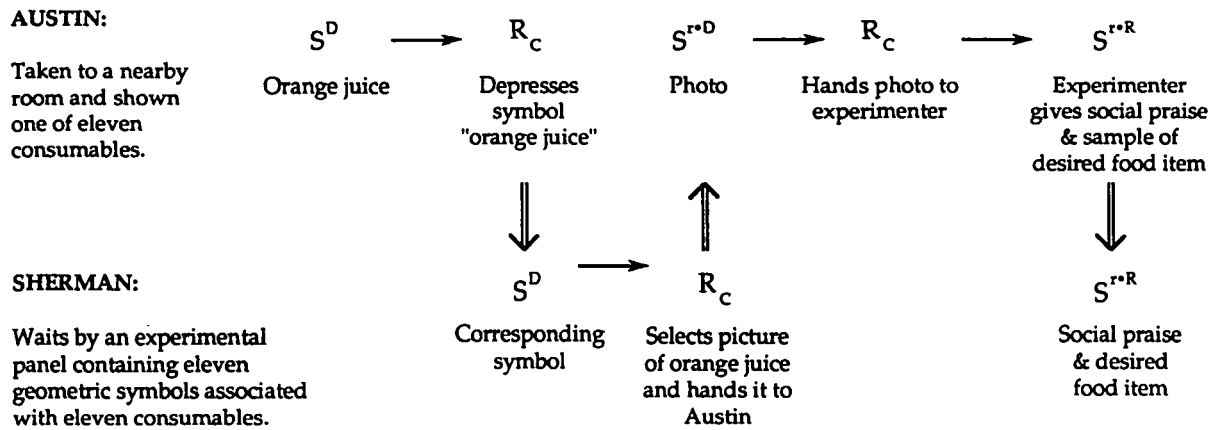 AUSTIN:
Taken to a nearby
room and shown
one of eleven
consumables.
S^D
Orange juice
R_C
Depresses
symbol
"orange juice"
S^r•D
Photo
R_C
Hands photo to
experimenter
S^r•R
Experimenter
gives social praise
& sample of
desired food item
SHERMAN:
Waits by an experimental
panel containing eleven
geometric symbols associated
with eleven consumables.
S^D
Corresponding
symbol
R_C
Selects picture
of orange juice
and hands it to
Austin
S^r•R
Social praise
& desired
food item